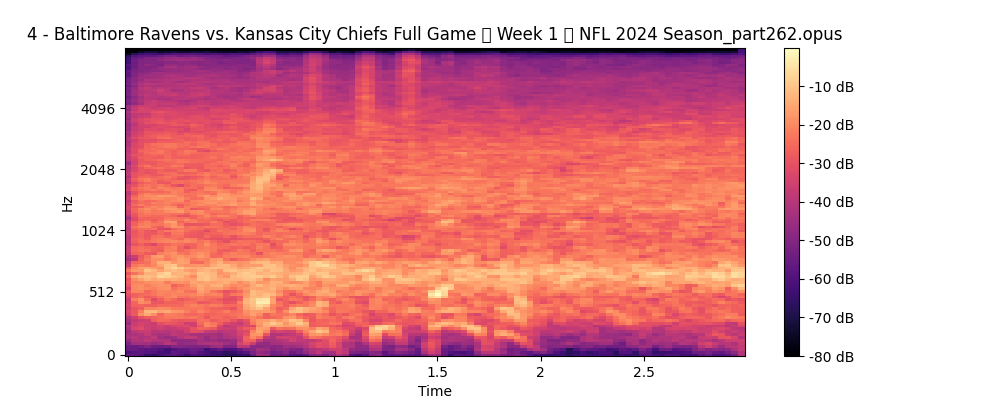 4 - Baltimore Ravens vs. Kansas City Chiefs Full Game ▯ Week 1 ▯ NFL 2024 Season_part262.opus
4096
2048
1024
512
0
Hz
0
0.5
1
1.5
2
2.5
Time
-10 dB
-20 dB
-30 dB
-40 dB
-50 dB
-60 dB
-70 dB
-80 dB